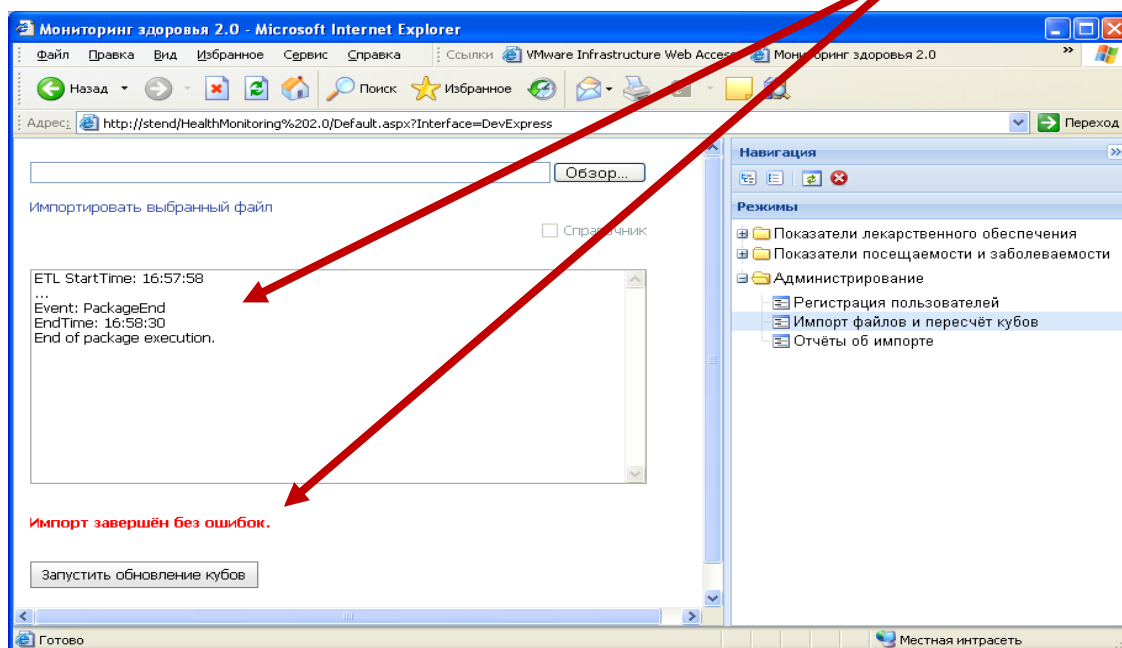 Мониторинг здоровья 2.0 - Microsoft Internet Explorer
Файл Правка Вид Избранное Сервис Справка Ссылки VMware Infrastructure Web Access Мониторинг здоровья 2.0 »
Назад Поиск Избранное
Адрес: http://stend/HealthMonitoring%202.0/Default.aspx?Interface=DevExpress Переход
Обзор...
Импортировать выбранный файл
Справочник
ETL StartTime: 16:57:58
...
Event: PackageEnd
EndTime: 16:58:30
End of package execution.
Импорт завершён без ошибок.
Запустить обновление кубов
Навигация »
Режимы
Показатели лекарственного обеспечения
Показатели посещаемости и заболеваемости
Администрирование
Регистрация пользователей
Импорт файлов и пересчёт кубов
Отчёты об импорте
Готово Местная интрасеть